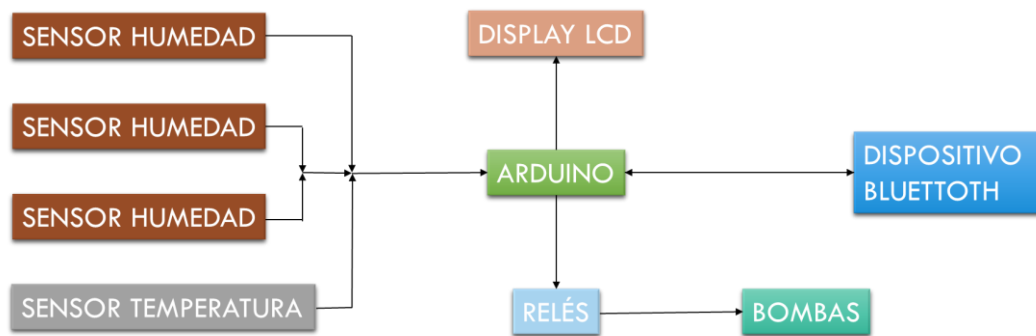 SENSOR HUMEDAD
DISPLAY LCD
SENSOR HUMEDAD
ARDUINO
DISPOSITIVO
BLUETTOTH
SENSOR HUMEDAD
SENSOR TEMPERATURA
RELÉS
BOMBAS